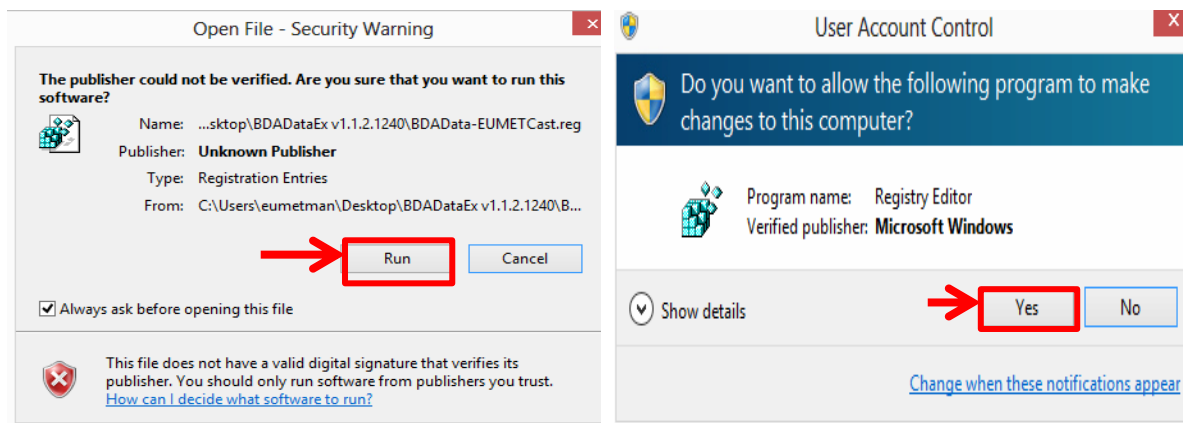 Open File - Security Warning
The publisher could not be verified. Are you sure that you want to run this
software?
Name: ...sktop\BDADataEx v1.1.2.1240\BDAData-EUMETCast.reg
Publisher: Unknown Publisher
Type: Registration Entries
From: C:\Users\eumetman\Desktop\BDADataEx v1.1.2.1240\B...
Run Cancel
Always ask before opening this file
This file does not have a valid digital signature that verifies its
publisher. You should only run software from publishers you trust.
How can I decide what software to run?
User Account Control
Do you want to allow the following program to make
changes to this computer?
Program name: Registry Editor
Verified publisher: Microsoft Windows
Show details Yes No
Change when these notifications appear